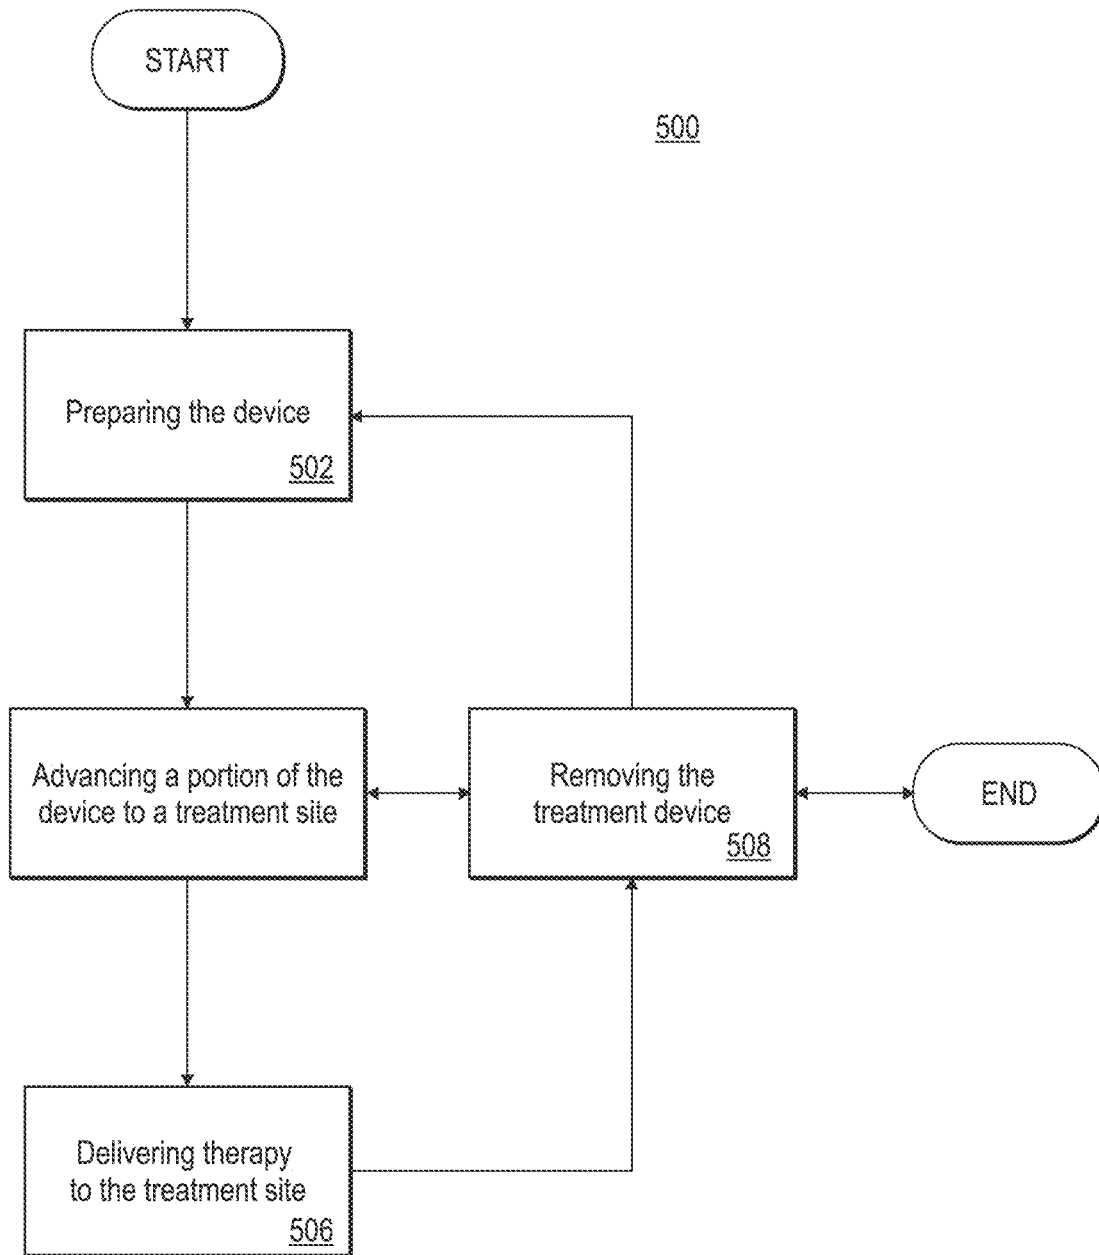 START
500
Preparing the device
502
Advancing a portion of the
device to a treatment site
Removing the
treatment device
508
END
Delivering therapy
to the treatment site
506